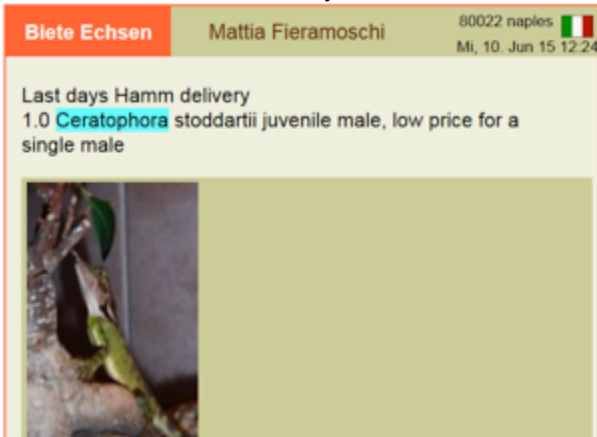 Biete Echsen
Mattia Fieramoschi
80022 naples
Mi, 10. Jun 15 12:24
Last days Hamm delivery
1.0 Ceratophora stoddartii juvenile male, low price for a
single male